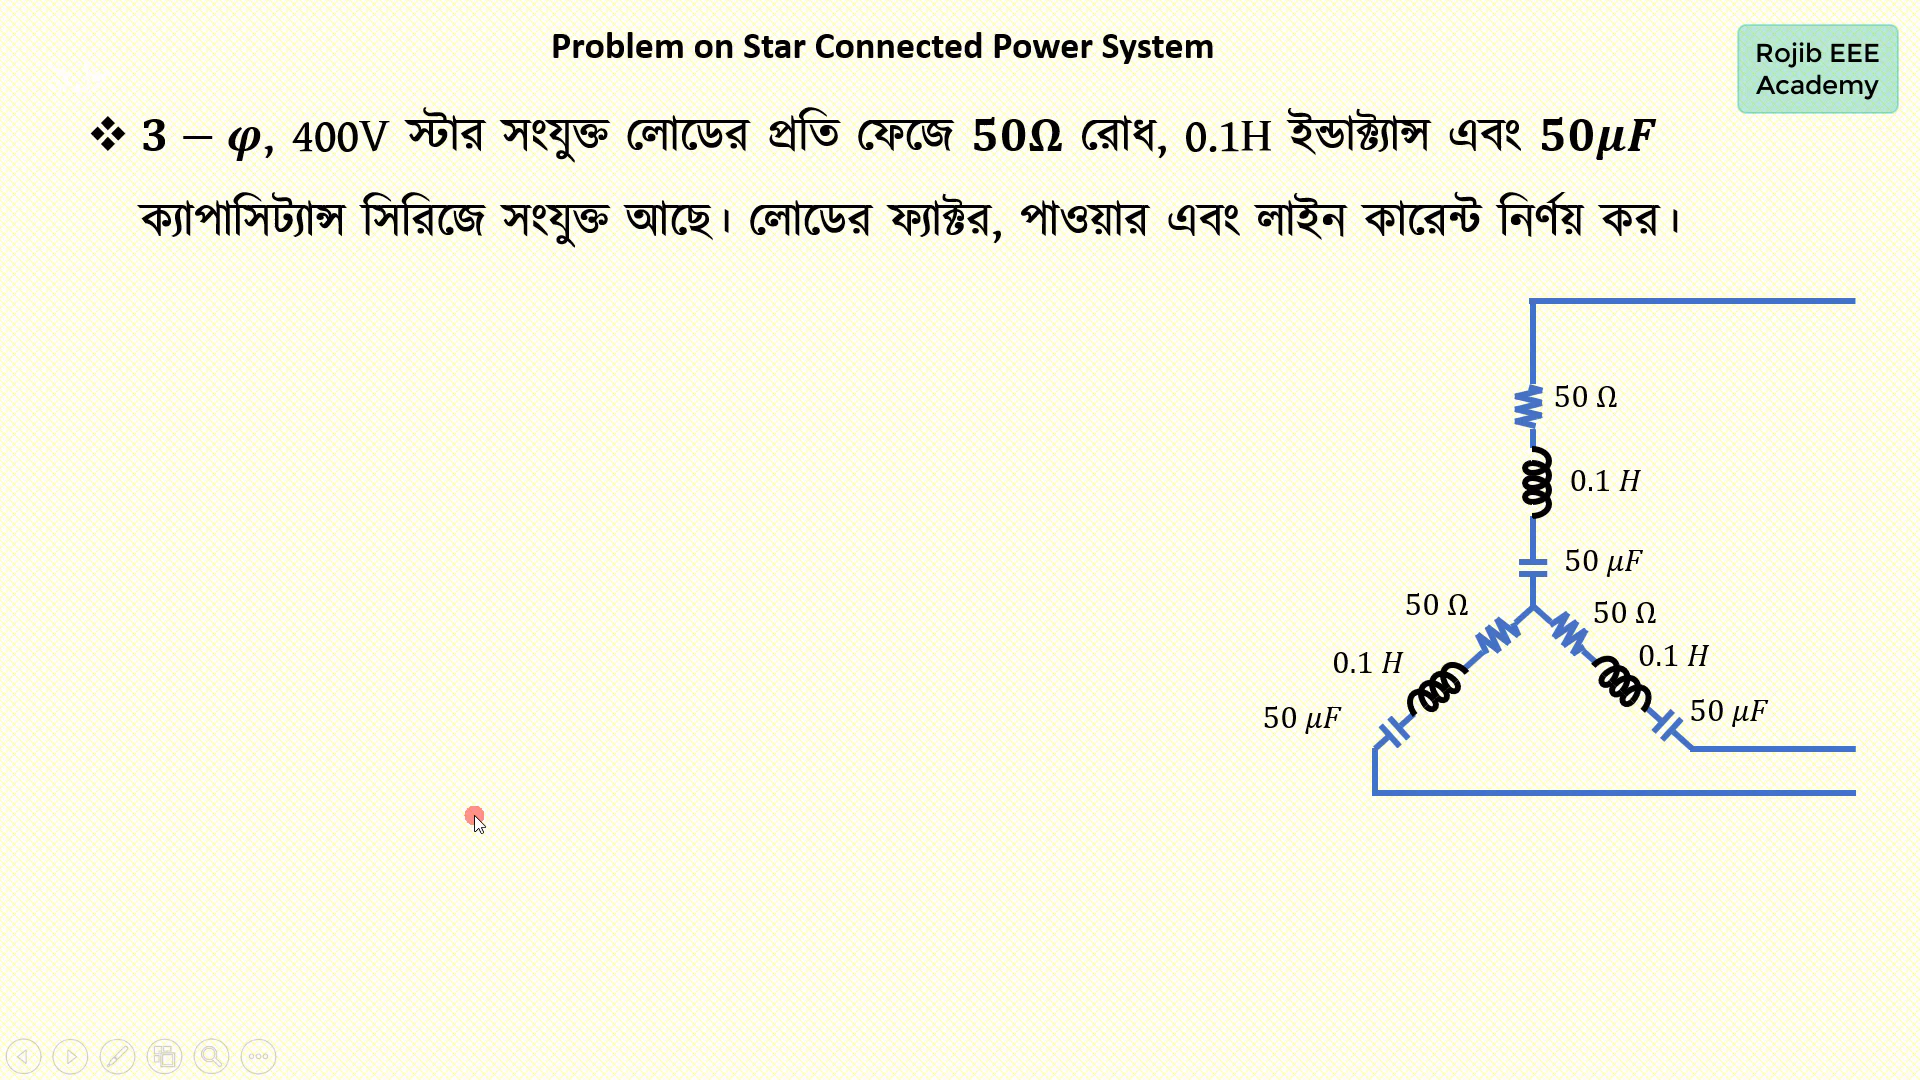 Problem on Star Connected Power System
Rojib EEE
Academy
❖ 3 − φ, 400V স্টার সংযুক্ত লোডের প্রতি ফেজে 50Ω রোধ, 0.1H ইন্ডাক্ট্যান্স এবং 50μF
ক্যাপাসিট্যান্স সিরিজে সংযুক্ত আছে। লোডের ফ্যাক্টর, পাওয়ার এবং লাইন কারেন্ট নির্ণয় কর।
50 Ω
0.1 H
50 μF
50 Ω
50 Ω
0.1 H
0.1 H
50 μF
50 μF